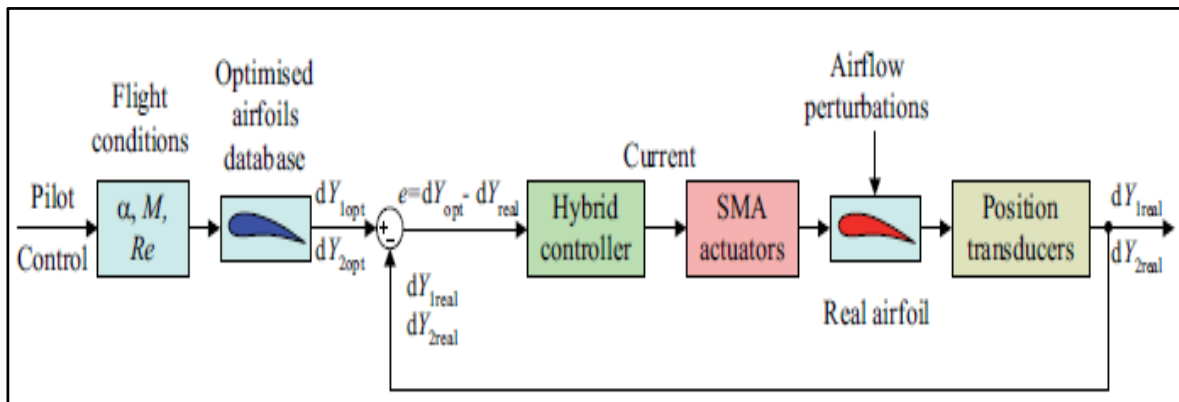 Pilot
Control
Flight
conditions
α, M,
Re
Optimised
airfoils
database
dY1opt
dY2opt
+
−
e=dYopt- dYreal
dY1real
dY2real
Hybrid
controller
Current
SMA
actuators
Airflow
perturbations
Real airfoil
Position
transducers
dY1real
dY2real